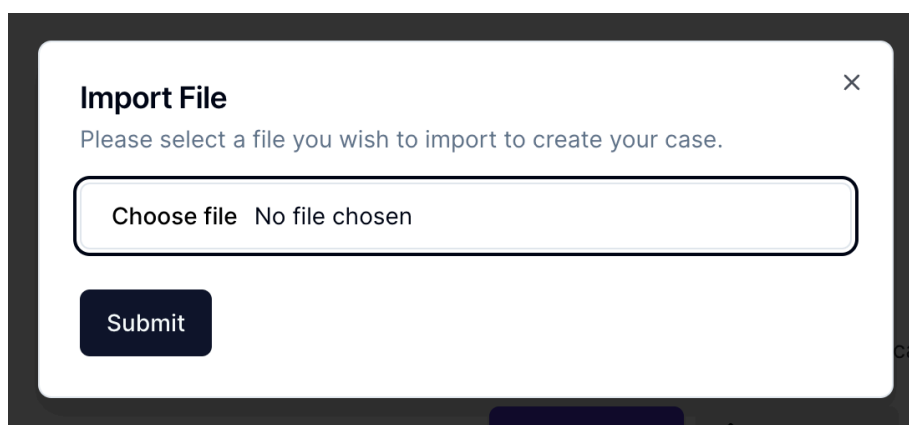 Import File
Please select a file you wish to import to create your case.
Choose file No file chosen
Submit